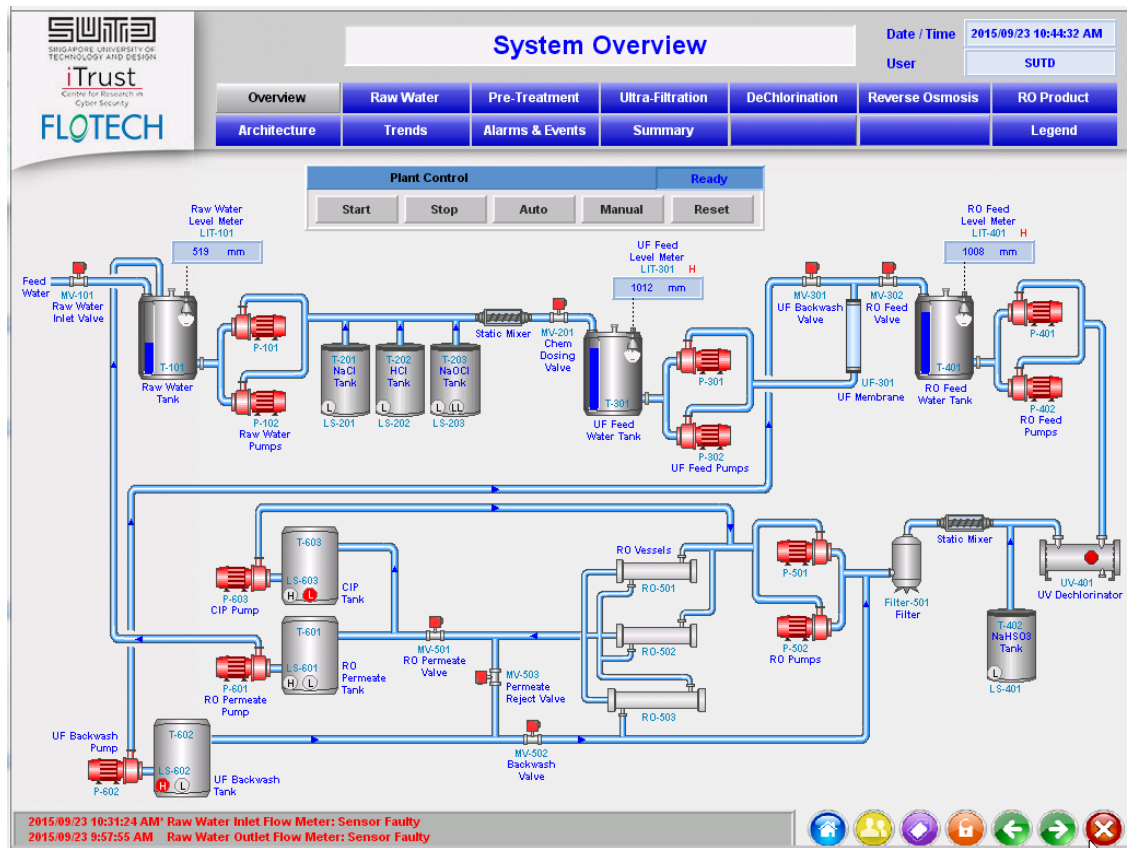 SUTD
SINGAPORE UNIVERSITY OF
TECHNOLOGY AND DESIGN
iTrust
Centre for Research in
Cyber Security
FLOTECH
System Overview
Date / Time
2015/09/23 10:44:32 AM
User
SUTD
Overview
Raw Water
Pre-Treatment
Ultra-Filtration
DeChlorination
Reverse Osmosis
RO Product
Architecture
Trends
Alarms & Events
Summary
Legend
Plant Control
Ready
Start
Stop
Auto
Manual
Reset
Raw Water
Level Meter
LIT-101
519 mm
Feed
Water
MV-101
Raw Water
Inlet Valve
T-101
Raw Water
Tank
P-101
P-102
Raw Water
Pumps
T-201
NaCl
Tank
L
LS-201
T-202
HCl
Tank
L
LS-202
T-203
NaOCl
Tank
L
LL
LS-203
Static Mixer
MV-201
Chem
Dosing
Valve
UF Feed
Level Meter
LIT-301 H
1012 mm
T-301
UF Feed
Water Tank
P-301
P-302
UF Feed Pumps
MV-301
UF Backwash
Valve
MV-302
RO Feed
Valve
UF-301
UF Membrane
RO Feed
Level Meter
LIT-401 H
1008 mm
T-401
RO Feed
Water Tank
P-401
P-402
RO Feed
Pumps
T-603
LS-603
H
L
CIP
Tank
P-603
CIP Pump
T-601
LS-601
H
L
RO
Permeate
Tank
P-601
RO Permeate
Pump
MV-501
RO Permeate
Valve
MV-503
Permeate
Reject Valve
RO Vessels
RO-501
RO-502
RO-503
P-501
P-502
RO Pumps
Filter-501
Filter
Static Mixer
UV-401
UV Dechlorinator
T-402
NaHSO3
Tank
L
LS-401
UF Backwash
Pump
P-602
T-602
LS-602
H
L
UF Backwash
Tank
MV-502
Backwash
Valve
2015/09/23 10:31:24 AM* Raw Water Inlet Flow Meter: Sensor Faulty
2015/09/23 9:57:55 AM Raw Water Outlet Flow Meter: Sensor Faulty